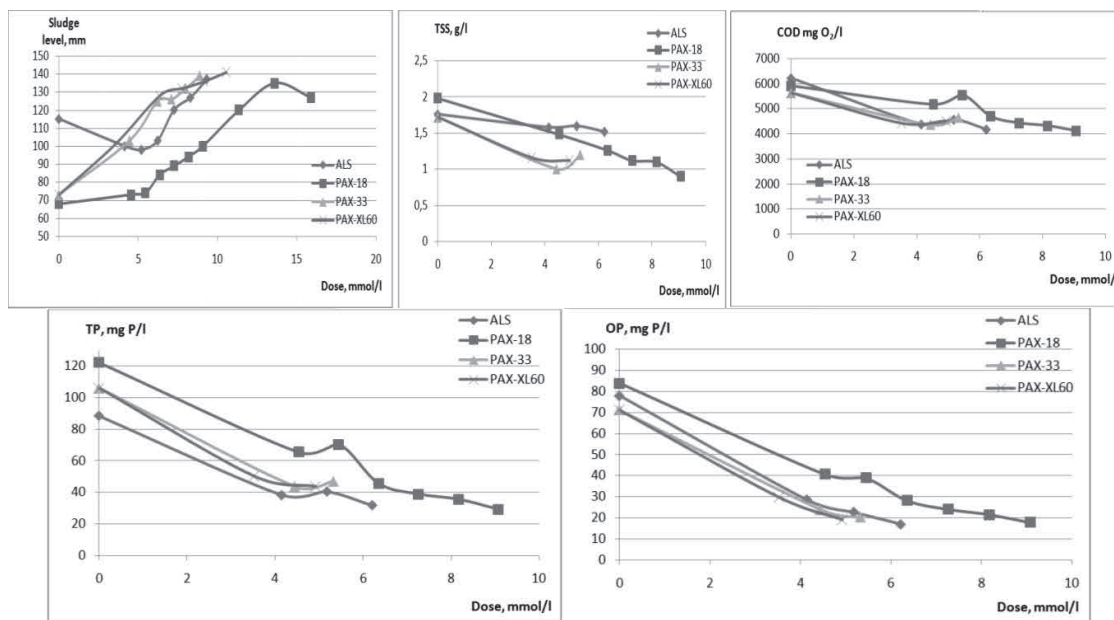 Sludge
level, mm
150
140
130
120
110
100
90
80
70
60
50
0
5
10
15
20
Dose, mmol/l
ALS
PAX-18
PAX-33
PAX-XL60
TSS, g/l
2,5
2
1,5
1
0,5
0
0
2
4
6
8
10
Dose, mmol/l
ALS
PAX-18
PAX-33
PAX-XL60
COD mg O₂/l
7000
6000
5000
4000
3000
2000
1000
0
0
2
4
6
8
10
Dose, mmol/l
ALS
PAX-18
PAX-33
PAX-XL60
TP, mg P/l
120
100
80
60
40
20
0
0
2
4
6
8
10
Dose, mmol/l
ALS
PAX-18
PAX-33
PAX-XL60
OP, mg P/l
100
90
80
70
60
50
40
30
20
10
0
0
2
4
6
8
10
Dose, mmol/l
ALS
PAX-18
PAX-33
PAX-XL60